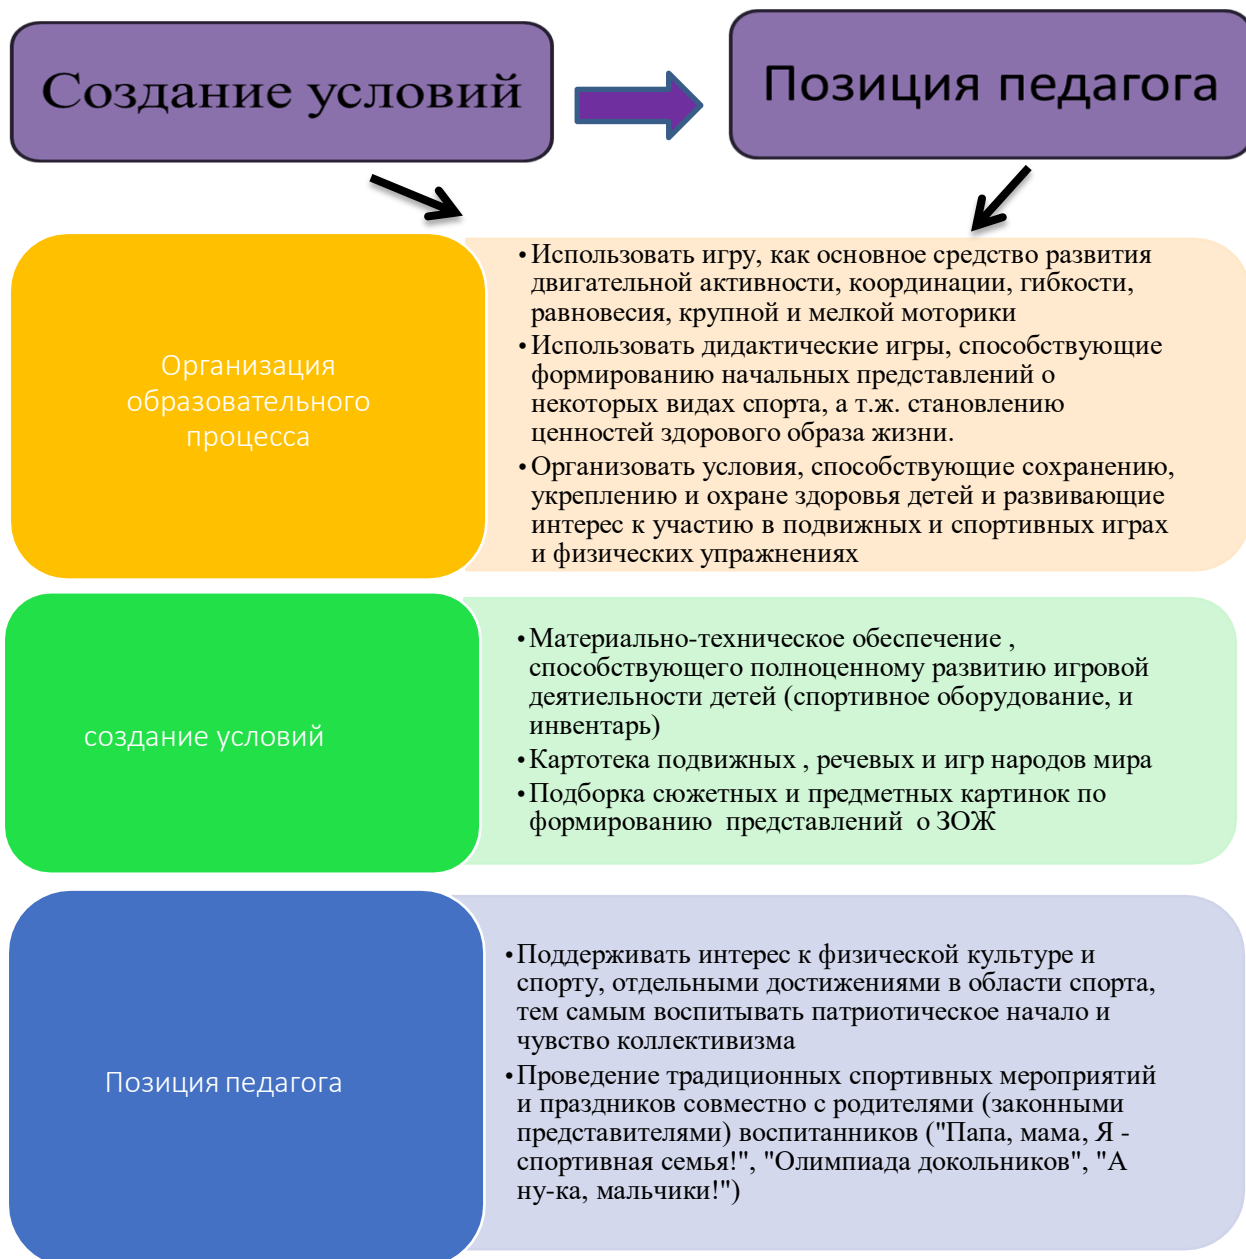 Создание условий
Позиция педагога
Организация
образовательного
процесса
•Использовать игру, как основное средство развития
двигательной активности, координации, гибкости,
равновесия, крупной и мелкой моторики
•Использовать дидактические игры, способствующие
формированию начальных представлений о
некоторых видах спорта, а т.ж. становлению
ценностей здорового образа жизни.
•Организовать условия, способствующие сохранению,
укреплению и охране здоровья детей и развивающие
интерес к участию в подвижных и спортивных играх
и физических упражнениях
создание условий
•Материально-техническое обеспечение ,
способствующего полноценному развитию игровой
деятиельности детей (спортивное оборудование, и
инвентарь)
•Картотека подвижных , речевых и игр народов мира
•Подборка сюжетных и предметных картинок по
формированию представлений о ЗОЖ
Позиция педагога
•Поддерживать интерес к физической культуре и
спорту, отдельными достижениями в области спорта,
тем самым воспитывать патриотическое начало и
чувство коллективизма
•Проведение традиционных спортивных мероприятий
и праздников совместно с родителями (законными
представителями) воспитанников ("Папа, мама, Я -
спортивная семья!", "Олимпиада докольников", "А
ну-ка, мальчики!")